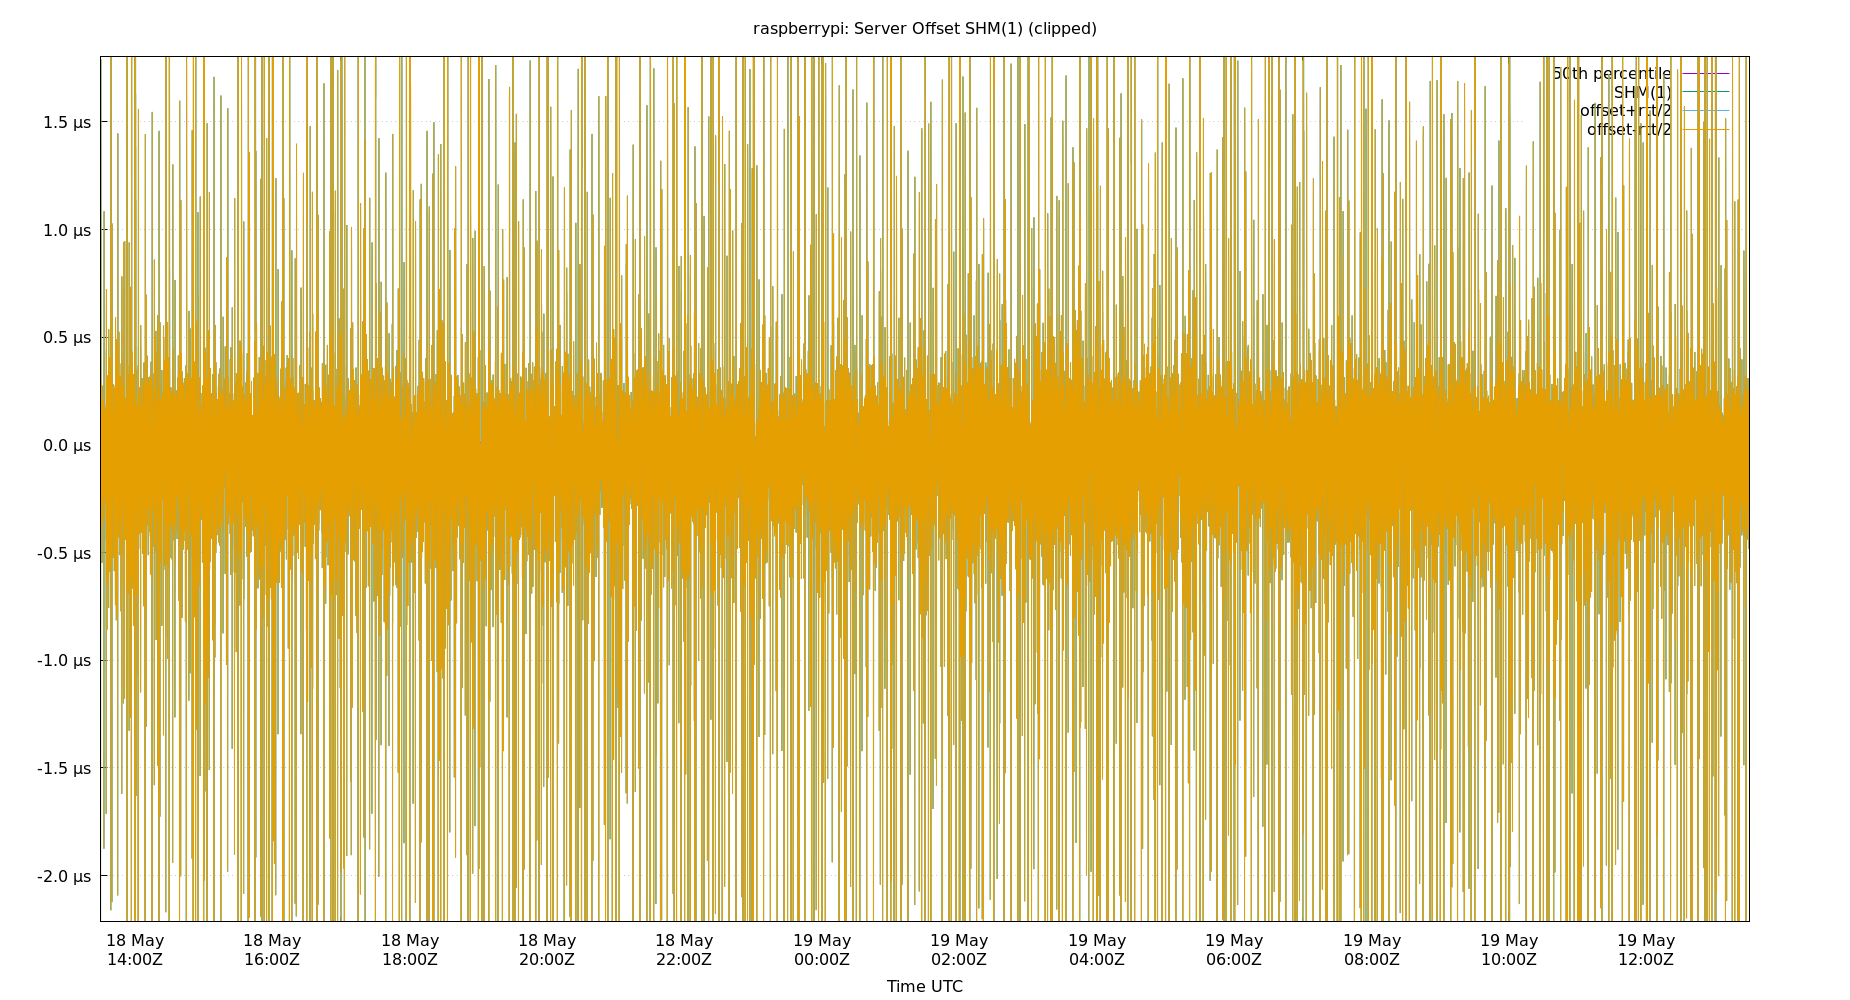 raspberrypi: Server Offset SHM(1) (clipped)
50th percentile
SHM(1)
offset+rtt/2
offset-rtt/2
1.5 µs
1.0 µs
0.5 µs
0.0 µs
-0.5 µs
-1.0 µs
-1.5 µs
-2.0 µs
18 May 18 May 18 May 18 May 18 May 19 May 19 May 19 May 19 May 19 May 19 May 19 May
14:00Z 16:00Z 18:00Z 20:00Z 22:00Z 00:00Z 02:00Z 04:00Z 06:00Z 08:00Z 10:00Z 12:00Z
Time UTC